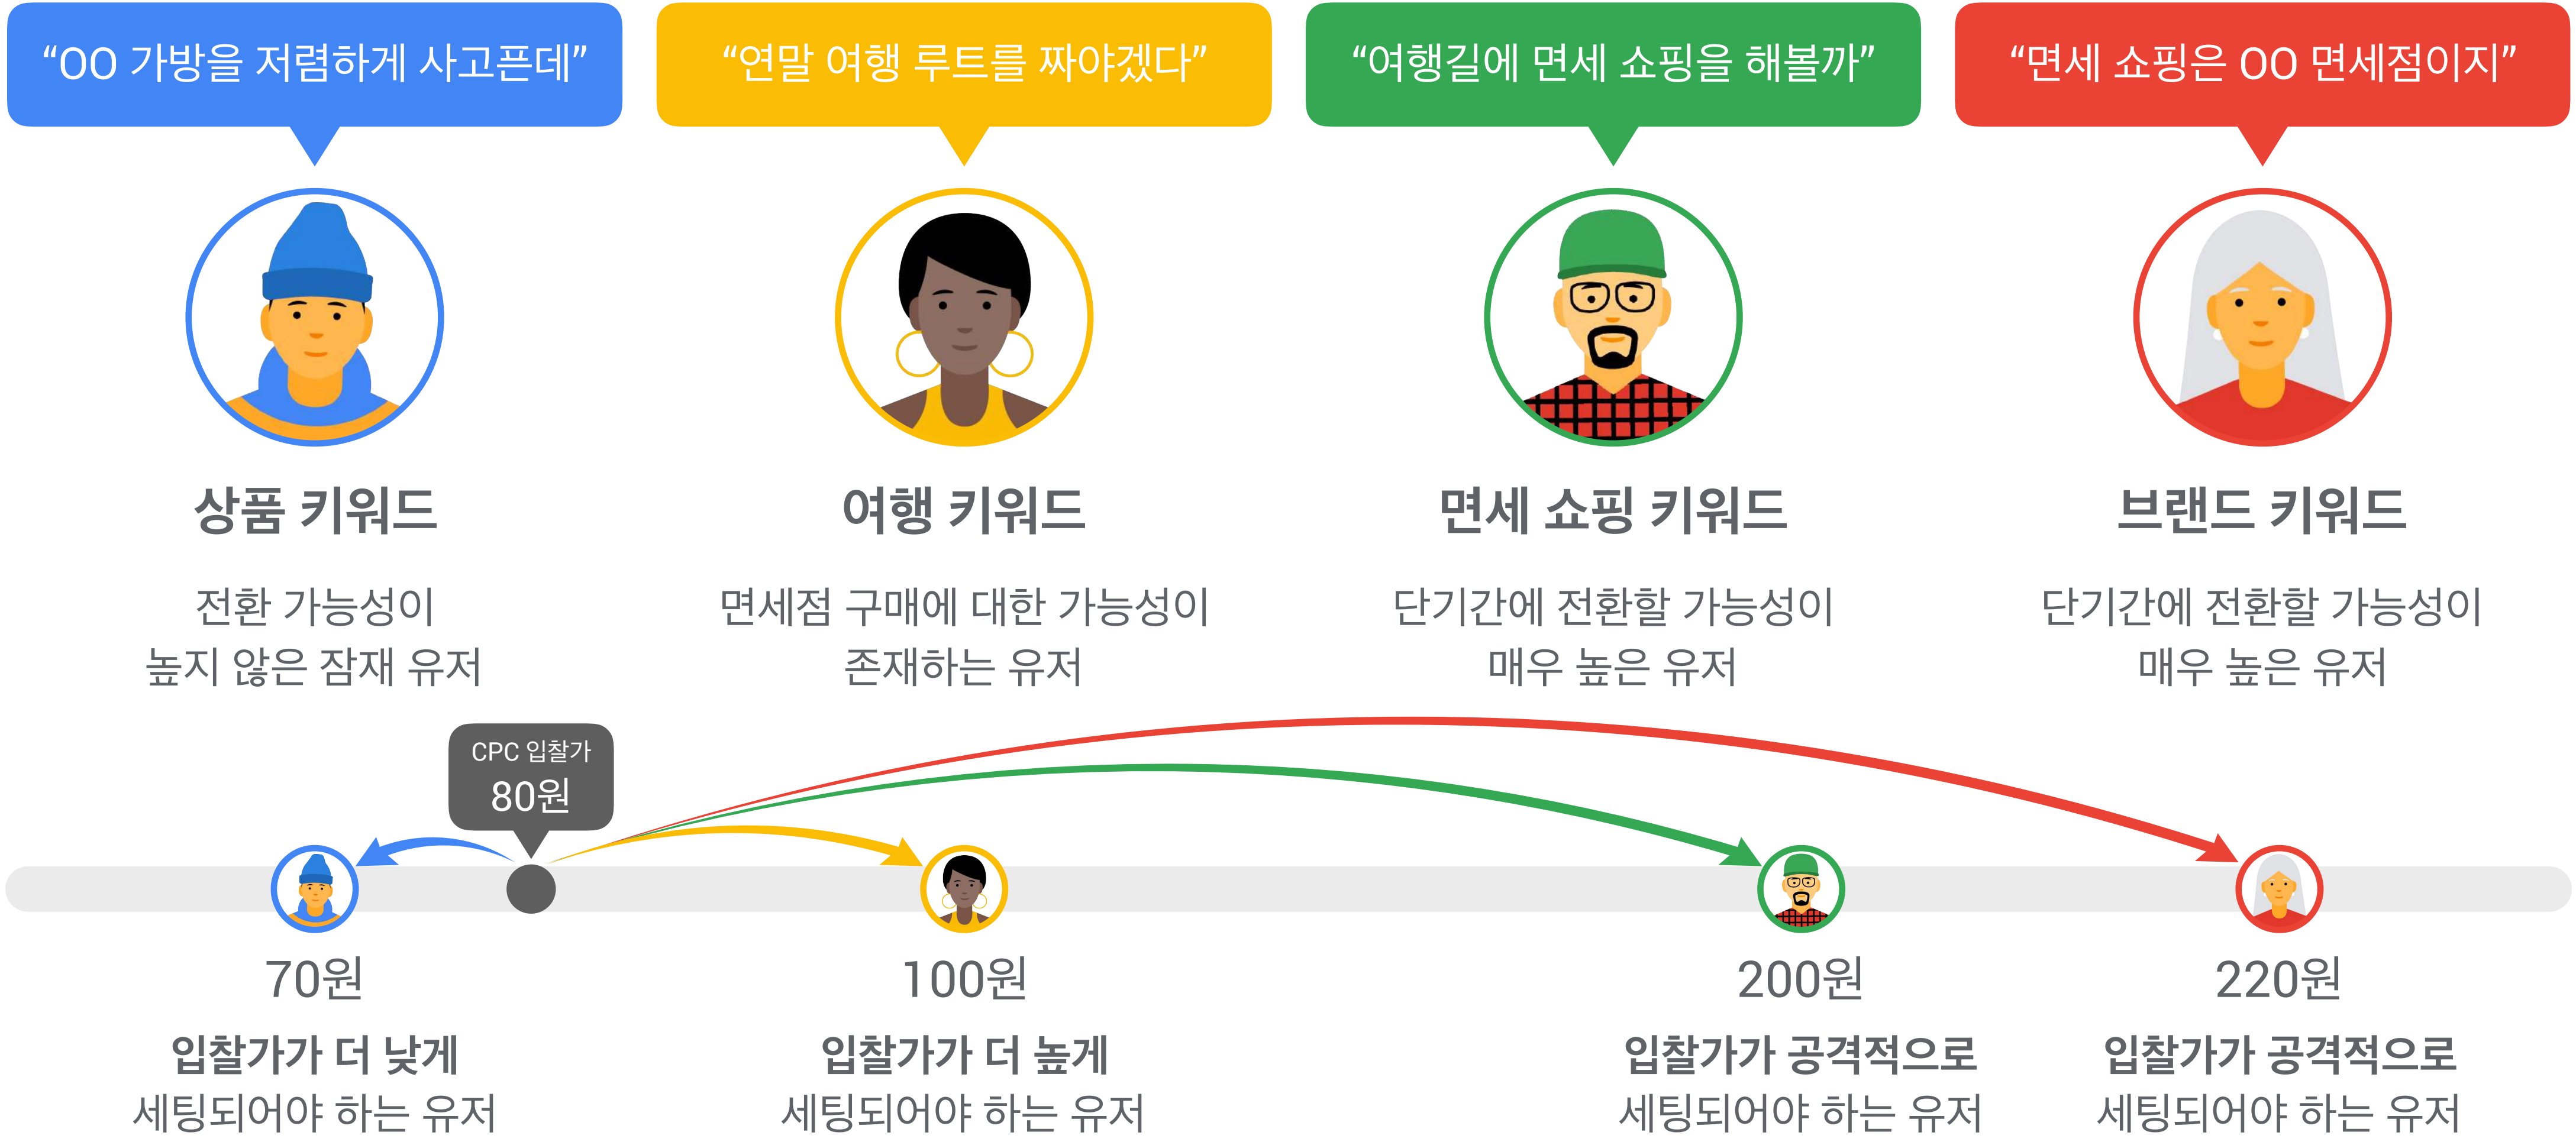 “OO 가방을 저렴하게 사고픈데”
“연말 여행 루트를 짜야겠다”
“여행길에 면세 쇼핑을 해볼까”
“면세 쇼핑은 OO 면세점이지”
상품 키워드
여행 키워드
면세 쇼핑 키워드
브랜드 키워드
전환 가능성이
높지 않은 잠재 유저
면세점 구매에 대한 가능성이
존재하는 유저
단기간에 전환할 가능성이
매우 높은 유저
단기간에 전환할 가능성이
매우 높은 유저
CPC 입찰가
80원
70원
입찰가가 더 낮게
세팅되어야 하는 유저
100원
입찰가가 더 높게
세팅되어야 하는 유저
200원
입찰가가 공격적으로
세팅되어야 하는 유저
220원
입찰가가 공격적으로
세팅되어야 하는 유저